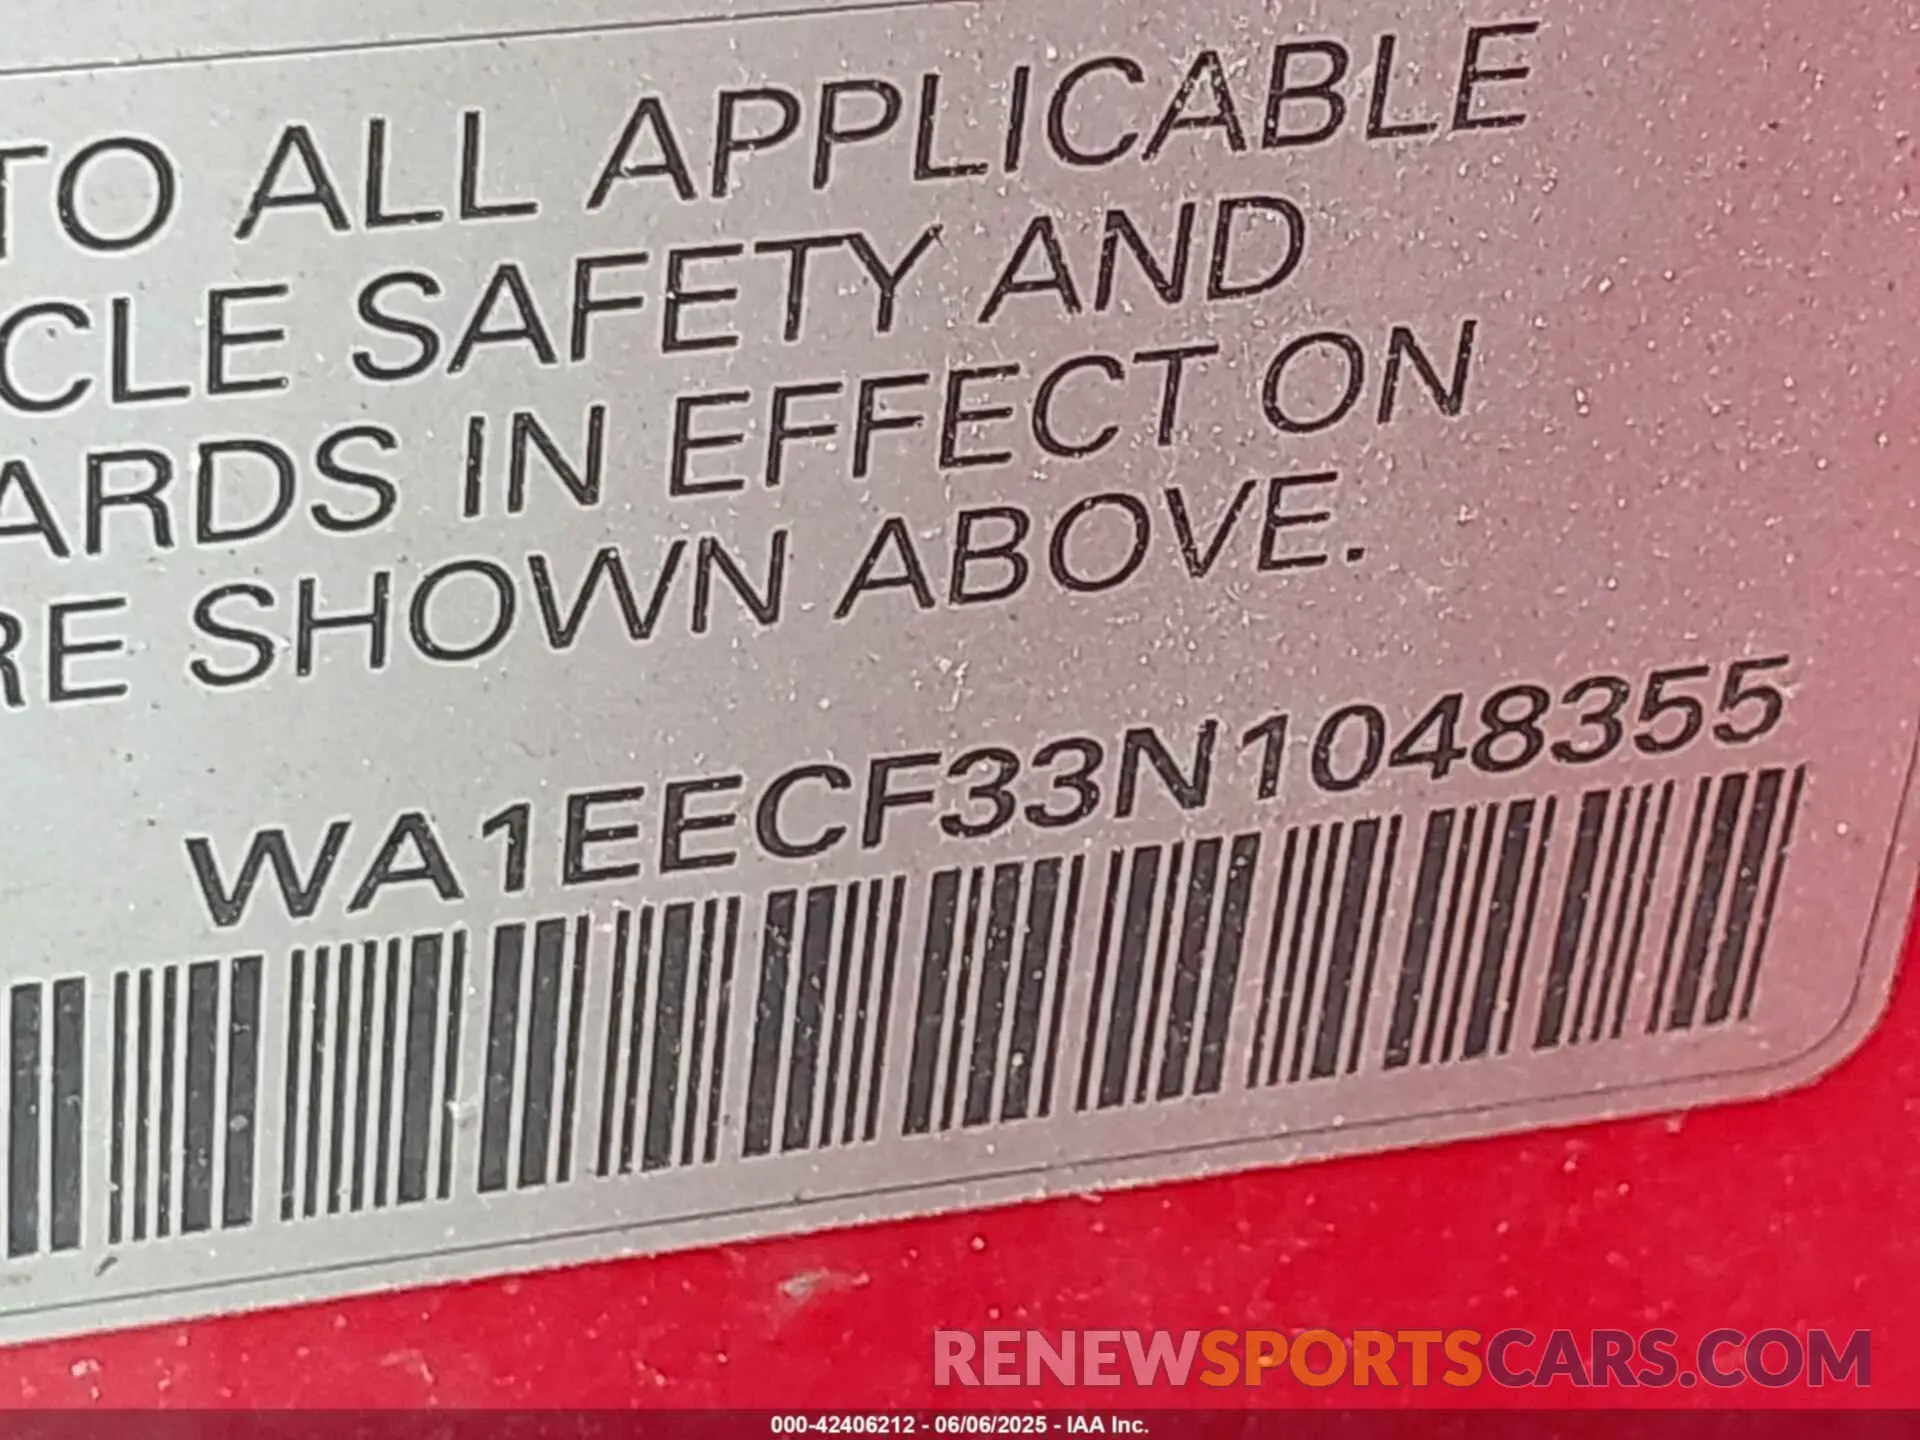 TO ALL APPLICABLE
CLE SAFETY AND
ARDS IN EFFECT ON
RE SHOWN ABOVE.
WA1EECF33N1048355
RENEWSPORTSCARS.COM
000-42406212 - 06/06/2025 - IAA Inc.